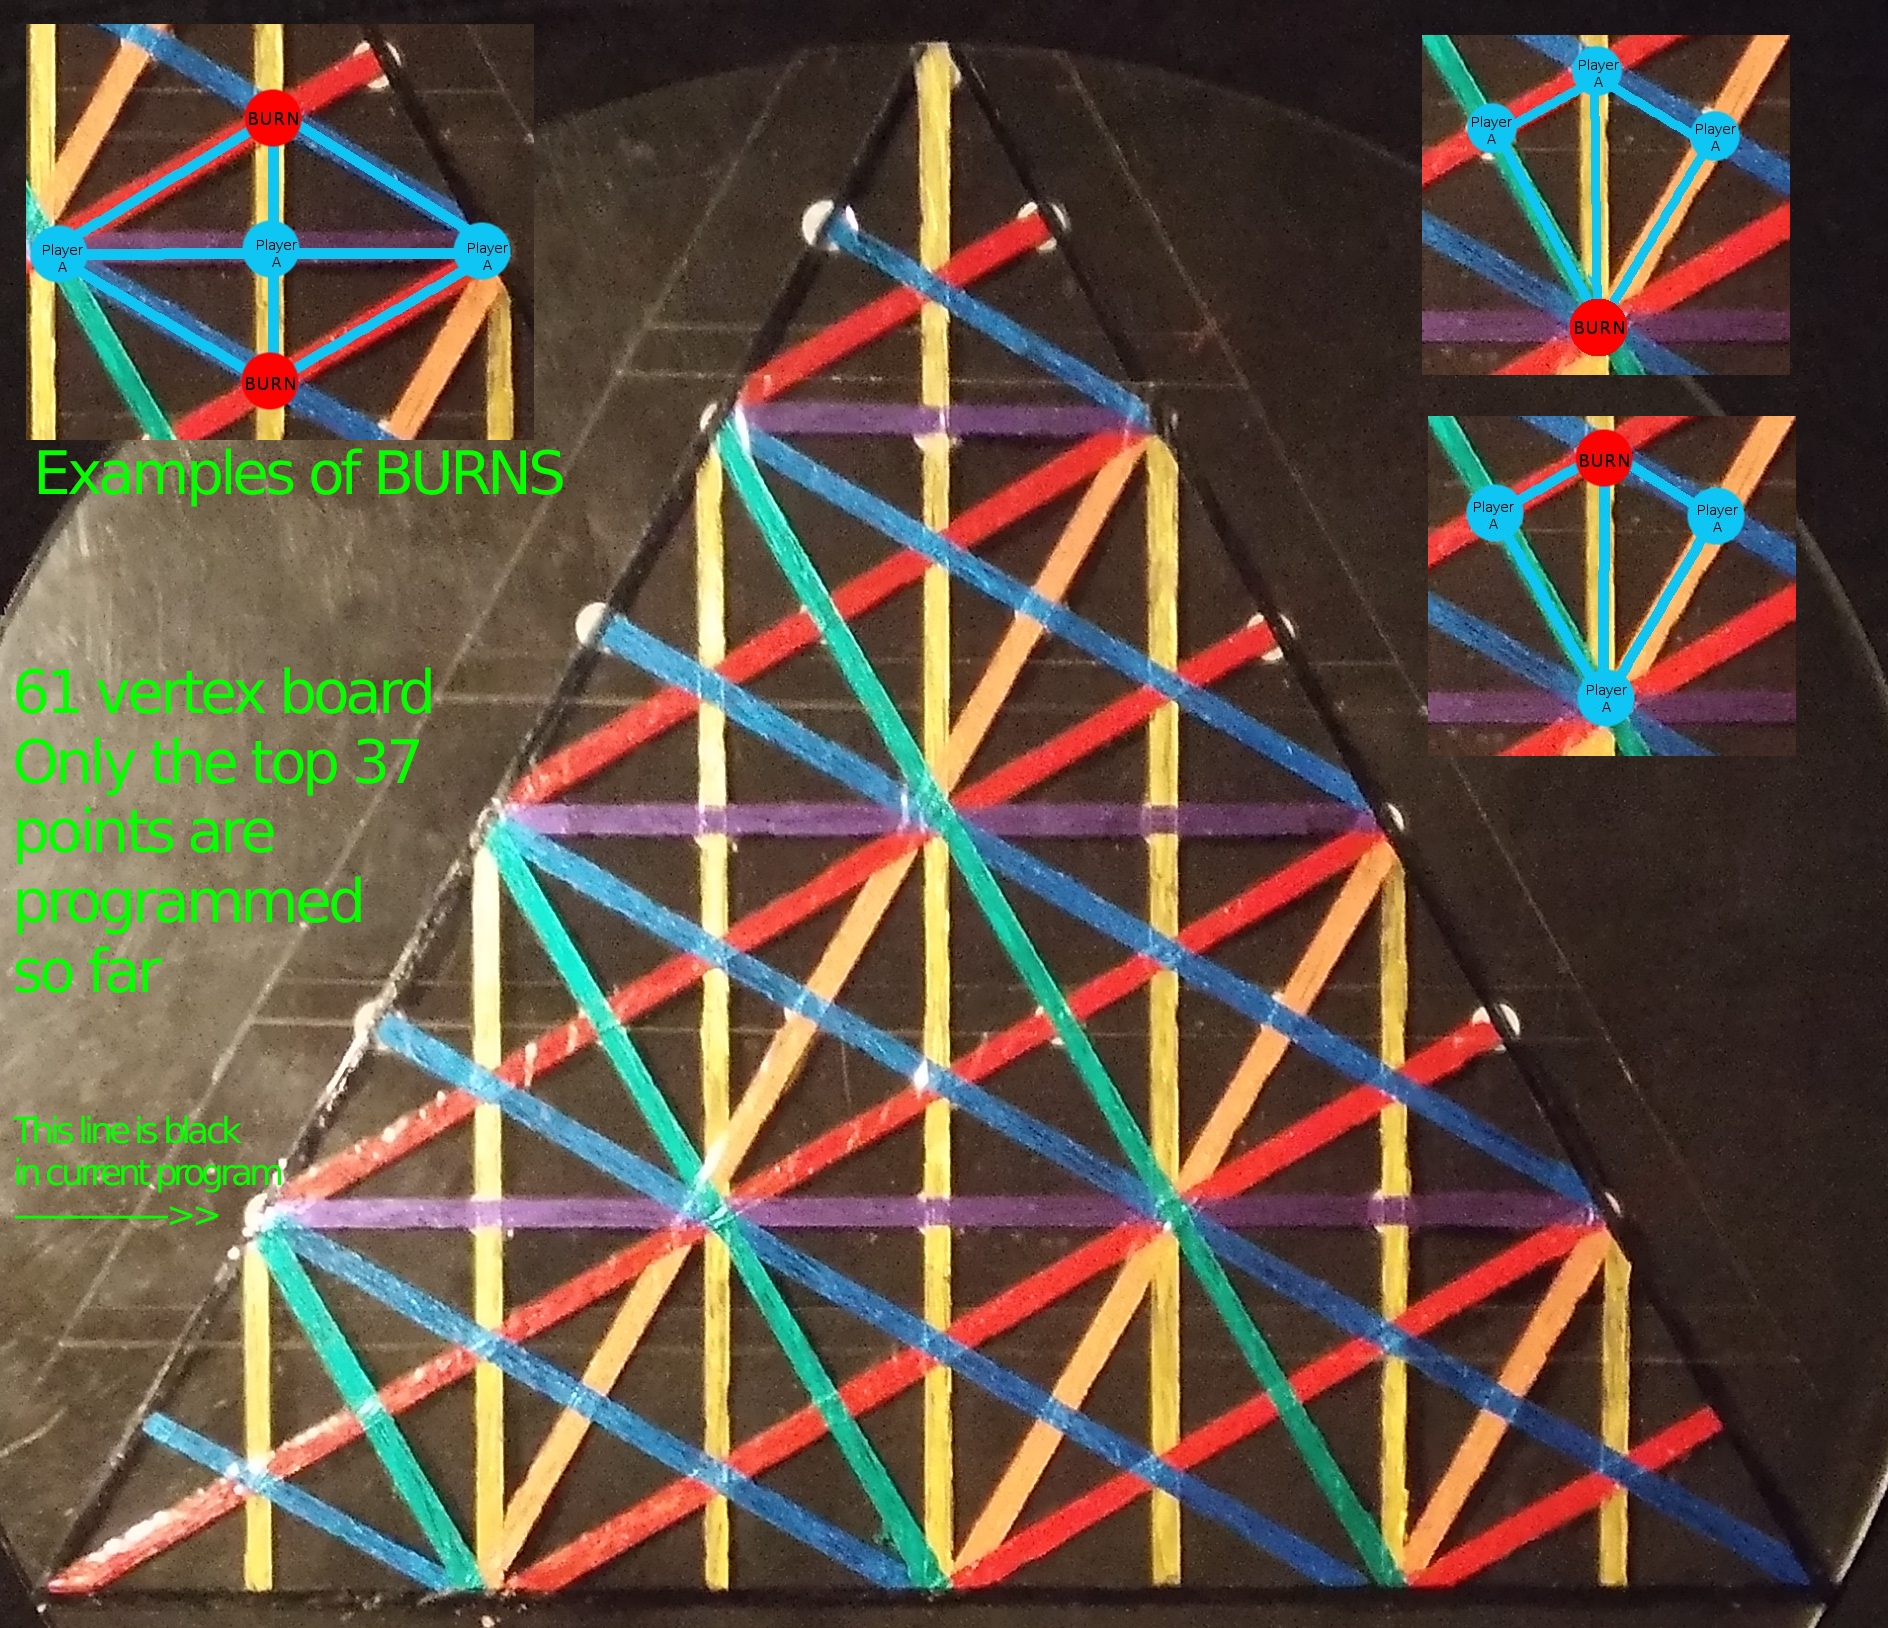 BURN
Player
A
Player
A
Player
A
BURN
Examples of BURNS
Player
A
Player
A
Player
A
BURN
BURN
Player
A
Player
A
Player
A
61 vertex board
Only the top 37
points are
programmed
so far
This line is black
in current program
---------------->>